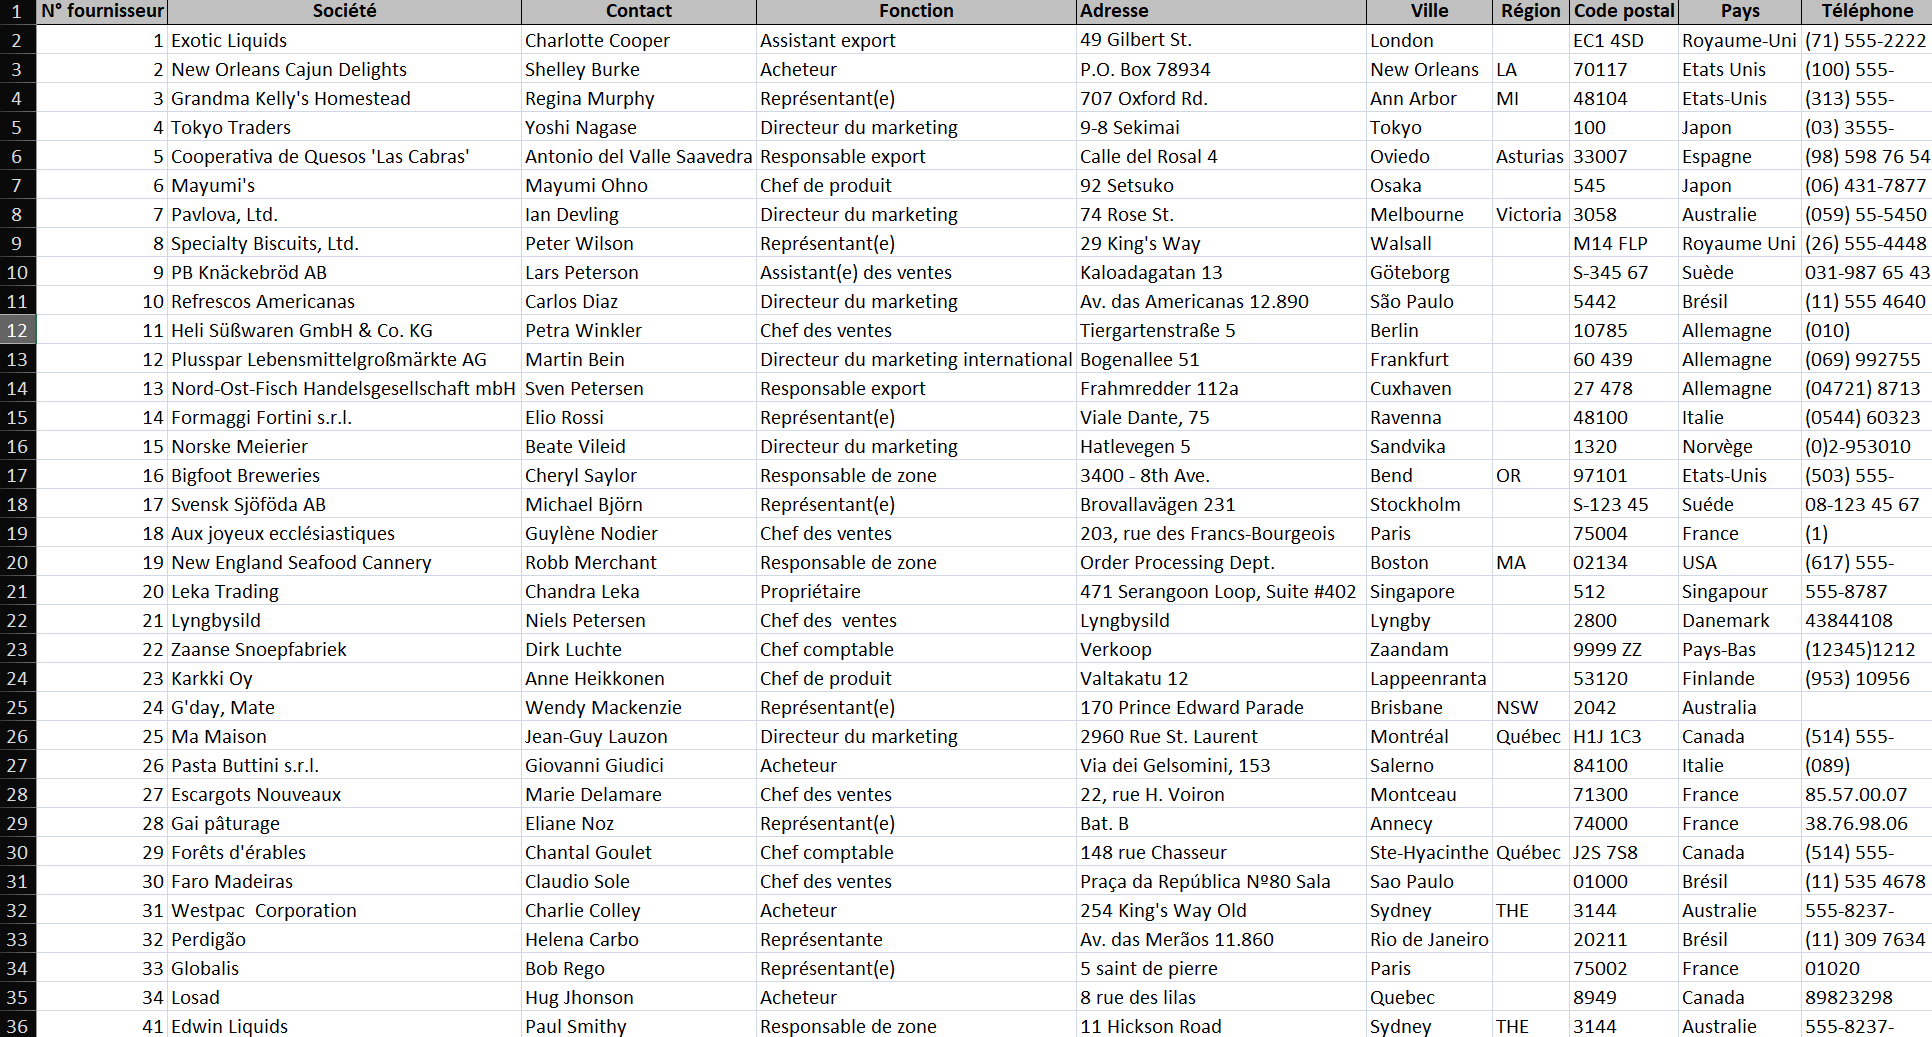 1 N° fournisseur Société Contact Fonction Adresse Ville Région Code postal Pays Téléphone
2 1 Exotic Liquids Charlotte Cooper Assistant export 49 Gilbert St. London EC1 4SD Royaume-Uni (71) 555-2222
3 2 New Orleans Cajun Delights Shelley Burke Acheteur P.O. Box 78934 New Orleans LA 70117 Etats Unis (100) 555-
4 3 Grandma Kelly's Homestead Regina Murphy Représentant(e) 707 Oxford Rd. Ann Arbor MI 48104 Etats-Unis (313) 555-
5 4 Tokyo Traders Yoshi Nagase Directeur du marketing 9-8 Sekimai Tokyo 100 Japon (03) 3555-
6 5 Cooperativa de Quesos 'Las Cabras' Antonio del Valle Saavedra Responsable export Calle del Rosal 4 Oviedo Asturias 33007 Espagne (98) 598 76 54
7 6 Mayumi's Mayumi Ohno Chef de produit 92 Setsuko Osaka 545 Japon (06) 431-7877
8 7 Pavlova, Ltd. Ian Devling Directeur du marketing 74 Rose St. Melbourne Victoria 3058 Australie (059) 55-5450
9 8 Specialty Biscuits, Ltd. Peter Wilson Représentant(e) 29 King's Way Walsall M14 FLP Royaume Uni (26) 555-4448
10 9 PB Knäckebröd AB Lars Peterson Assistant(e) des ventes Kaloadagatan 13 Göteborg S-345 67 Suède 031-987 65 43
11 10 Refrescos Americanas Carlos Diaz Directeur du marketing Av. das Americanas 12.890 São Paulo 5442 Brésil (11) 555 4640
12 11 Heli Süßwaren GmbH & Co. KG Petra Winkler Chef des ventes Tiergartenstraße 5 Berlin 10785 Allemagne (010)
13 12 Plusspar Lebensmittelgroßmärkte AG Martin Bein Directeur du marketing international Bogenallee 51 Frankfurt 60 439 Allemagne (069) 992755
14 13 Nord-Ost-Fisch Handelsgesellschaft mbH Sven Petersen Responsable export Frahmredder 112a Cuxhaven 27 478 Allemagne (04721) 8713
15 14 Formaggi Fortini s.r.l. Elio Rossi Représentant(e) Viale Dante, 75 Ravenna 48100 Italie (0544) 60323
16 15 Norske Meierier Beate Vileid Directeur du marketing Hatlevegen 5 Sandvika 1320 Norvège (0)2-953010
17 16 Bigfoot Breweries Cheryl Saylor Responsable de zone 3400 - 8th Ave. Bend OR 97101 Etats-Unis (503) 555-
18 17 Svensk Sjöföda AB Michael Björn Représentant(e) Brovallavägen 231 Stockholm S-123 45 Suéde 08-123 45 67
19 18 Aux joyeux ecclésiastiques Guylène Nodier Chef des ventes 203, rue des Francs-Bourgeois Paris 75004 France (1)
20 19 New England Seafood Cannery Robb Merchant Responsable de zone Order Processing Dept. Boston MA 02134 USA (617) 555-
21 20 Leka Trading Chandra Leka Propriétaire 471 Serangoon Loop, Suite #402 Singapore 512 Singapour 555-8787
22 21 Lyngbysild Niels Petersen Chef des  ventes Lyngbysild Lyngby 2800 Danemark 43844108
23 22 Zaanse Snoepfabriek Dirk Luchte Chef comptable Verkoop Zaandam 9999 ZZ Pays-Bas (12345)1212
24 23 Karkki Oy Anne Heikkonen Chef de produit Valtakatu 12 Lappeenranta 53120 Finlande (953) 10956
25 24 G'day, Mate Wendy Mackenzie Représentant(e) 170 Prince Edward Parade Brisbane NSW 2042 Australia
26 25 Ma Maison Jean-Guy Lauzon Directeur du marketing 2960 Rue St. Laurent Montréal Québec H1J 1C3 Canada (514) 555-
27 26 Pasta Buttini s.r.l. Giovanni Giudici Acheteur Via dei Gelsomini, 153 Salerno 84100 Italie (089)
28 27 Escargots Nouveaux Marie Delamare Chef des ventes 22, rue H. Voiron Montceau 71300 France 85.57.00.07
29 28 Gai pâturage Eliane Noz Représentant(e) Bat. B Annecy 74000 France 38.76.98.06
30 29 Forêts d'érables Chantal Goulet Chef comptable 148 rue Chasseur Ste-Hyacinthe Québec J2S 7S8 Canada (514) 555-
31 30 Faro Madeiras Claudio Sole Chef des ventes Praça da República Nº80 Sala Sao Paulo 01000 Brésil (11) 535 4678
32 31 Westpac  Corporation Charlie Colley Acheteur 254 King's Way Old Sydney THE 3144 Australie 555-8237-
33 32 Perdigão Helena Carbo Représentante Av. das Merãos 11.860 Rio de Janeiro 20211 Brésil (11) 309 7634
34 33 Globalis Bob Rego Représentant(e) 5 saint de pierre Paris 75002 France 01020
35 34 Losad Hug Jhonson Acheteur 8 rue des lilas Quebec 8949 Canada 89823298
36 41 Edwin Liquids Paul Smithy Responsable de zone 11 Hickson Road Sydney THE 3144 Australie 555-8237-